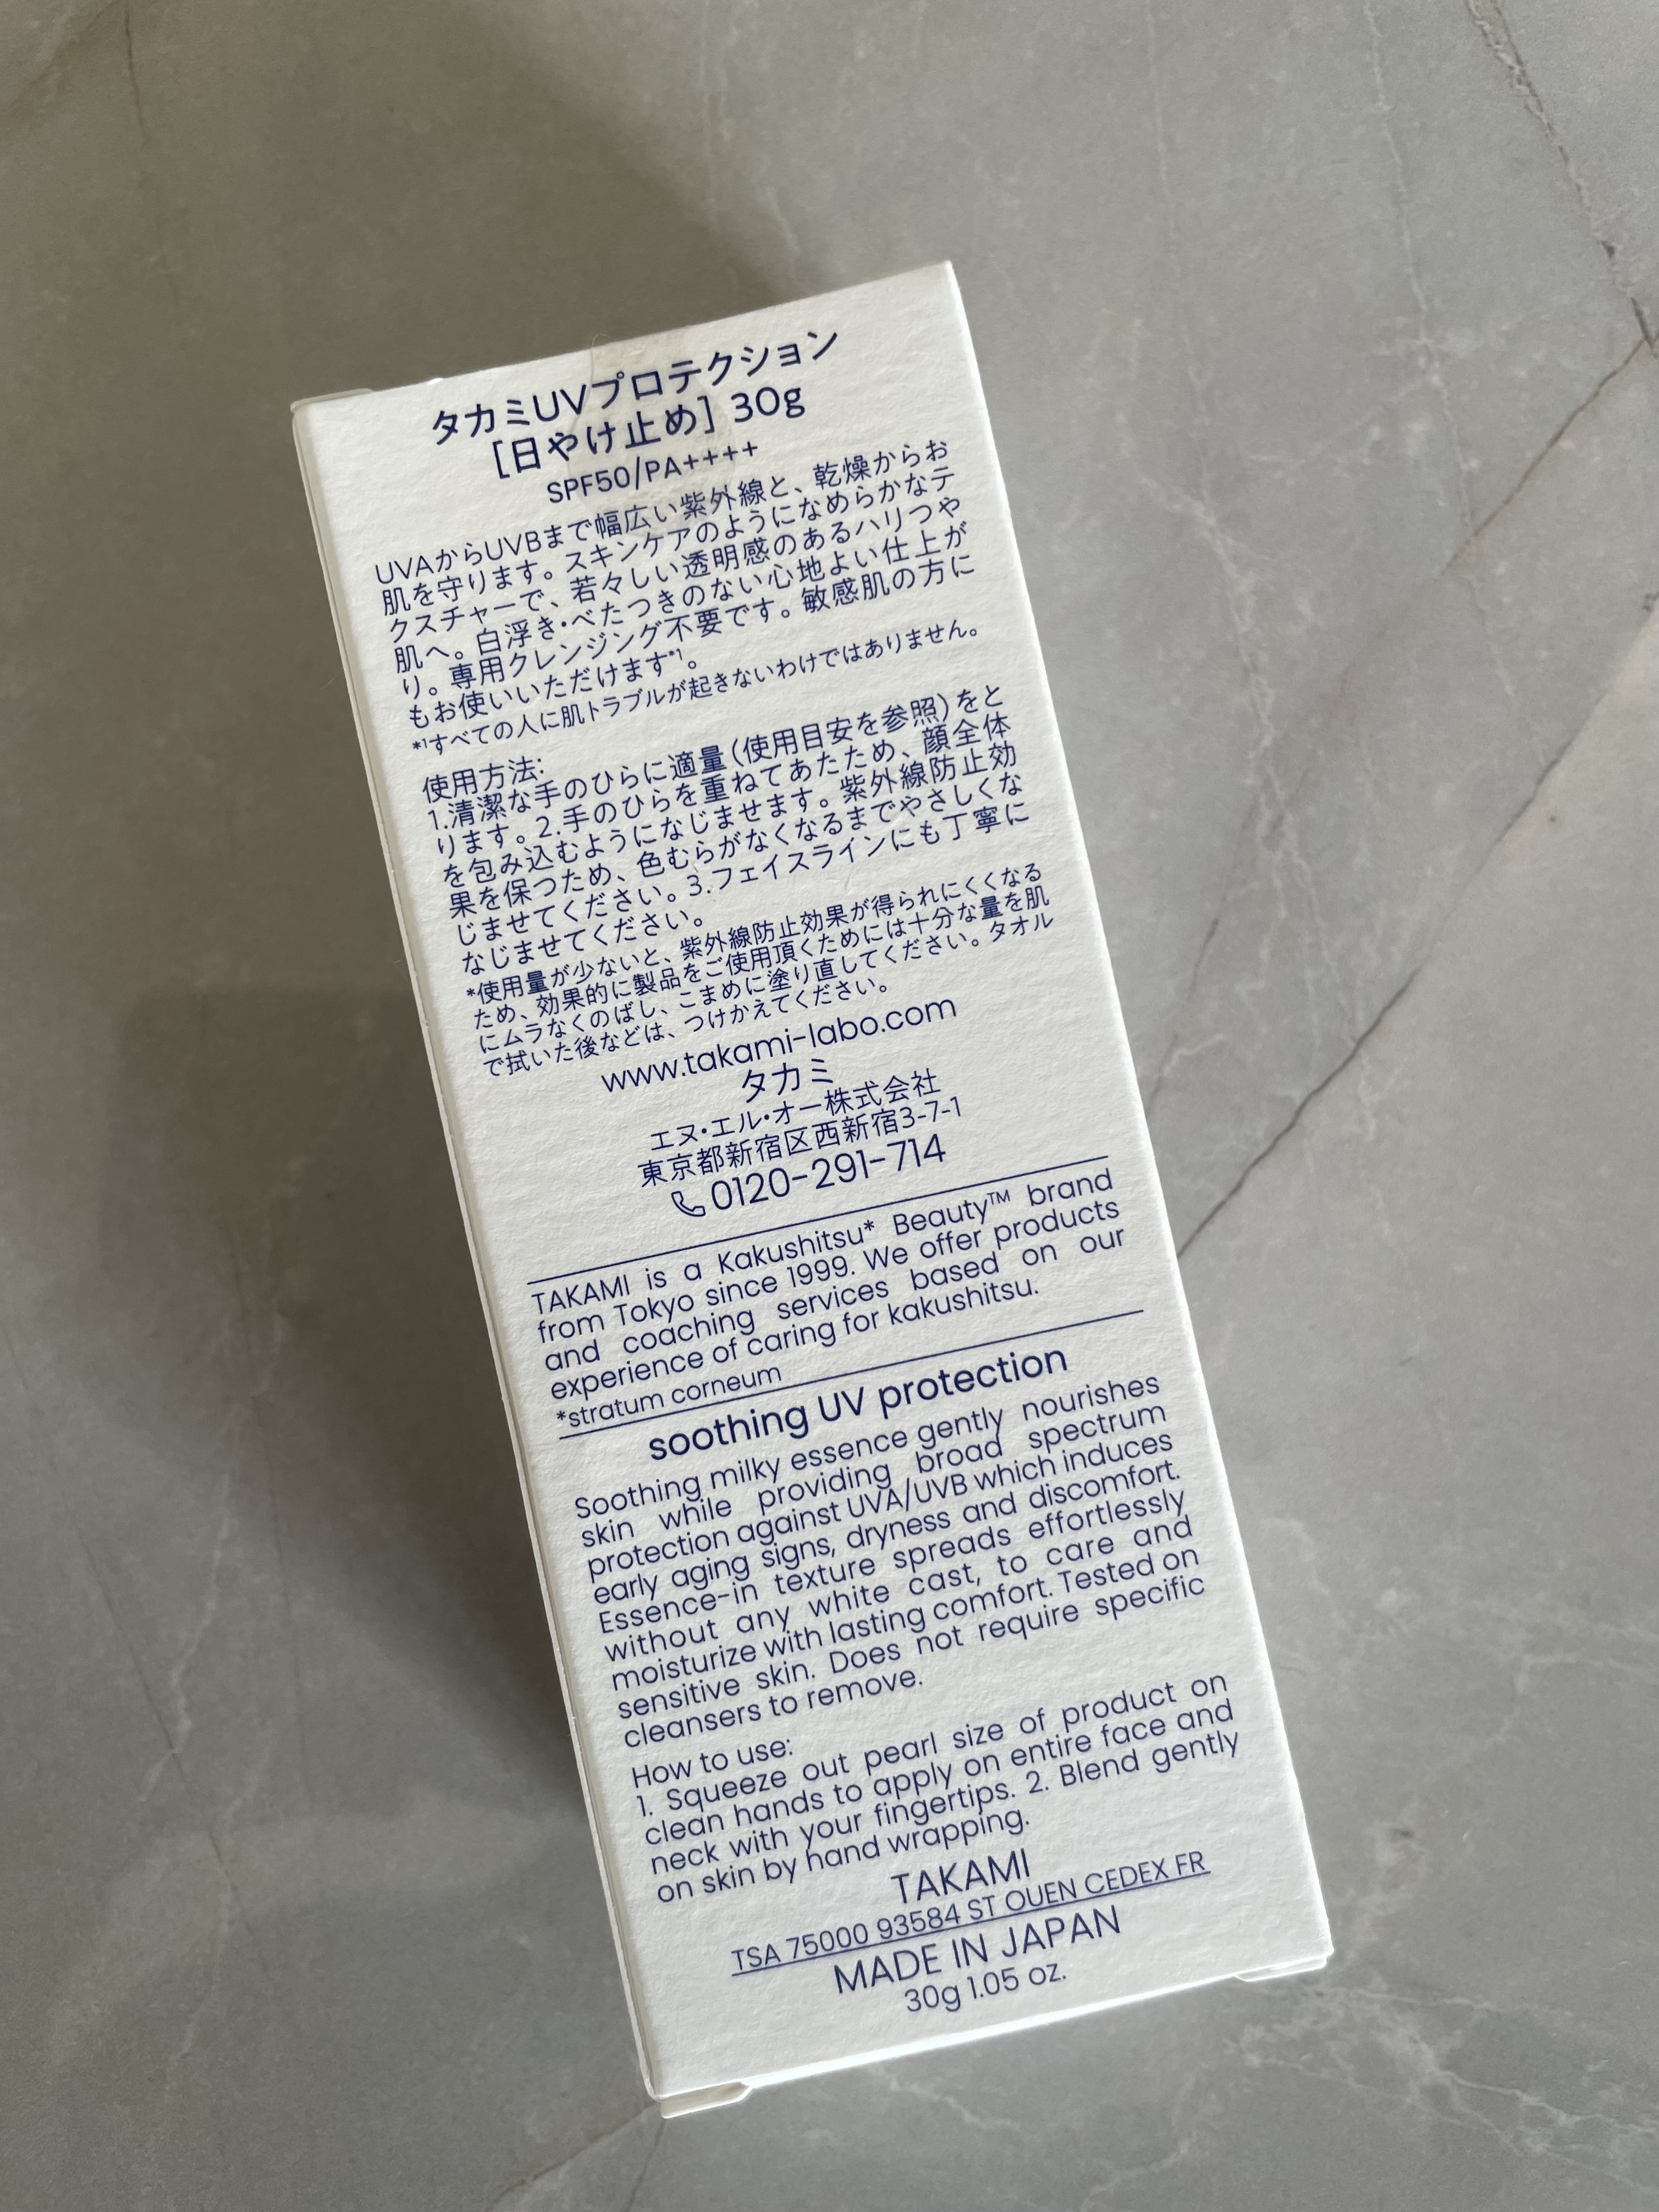 タカミUVプロテクション
[日やけ止め] 30g
SPF50/PA++++
UVAからUVBまで幅広い紫外線と、乾燥からお
肌を守ります。スキンケアのようになめらかなテ
クスチャーで、若々しい透明感のあるハリつや
肌へ。白浮き・べたつきのない心地よい仕上が
り。専用クレンジング不要です。敏感肌の方に
もお使いいただけます*1。
*1すべての人に肌トラブルが起きないわけではありません。
使用方法:
1.清潔な手のひらに適量(使用目安を参照)をと
ります。2.手のひらを重ねてあたため、顔全体
を包み込むようになじませます。紫外線防止効
果を保つため、色むらがなくなるまでやさしくな
じませてください。3.フェイスラインにも丁寧に
なじませてください。
*使用量が少ないと、紫外線防止効果が得られにくくなる
ため、効果的に製品をご使用頂くためには十分な量を肌
にムラなくのばし、こまめに塗り直してください。タオル
で拭いた後などは、つけかえてください。
www.takami-labo.com
タカミ
エヌ・エル・オー株式会社
東京都新宿区西新宿3-7-1
0120-291-714
TAKAMI is a Kakushitsu* Beauty™ brand
from Tokyo since 1999. We offer products
and coaching services based on our
experience of caring for kakushitsu.
*stratum corneum
soothing UV protection
Soothing milky essence gently nourishes
skin while providing broad spectrum
protection against UVA/UVB which induces
early aging signs, dryness and discomfort.
Essence-in texture spreads effortlessly
without any white cast, to care and
moisturize with lasting comfort. Tested on
sensitive skin. Does not require specific
cleansers to remove.
How to use:
1. Squeeze out pearl size of product on
clean hands to apply on entire face and
neck with your fingertips. 2. Blend gently
on skin by hand wrapping.
TAKAMI
TSA 75000 93584 ST OUEN CEDEX FR
MADE IN JAPAN
30g 1.05 oz.